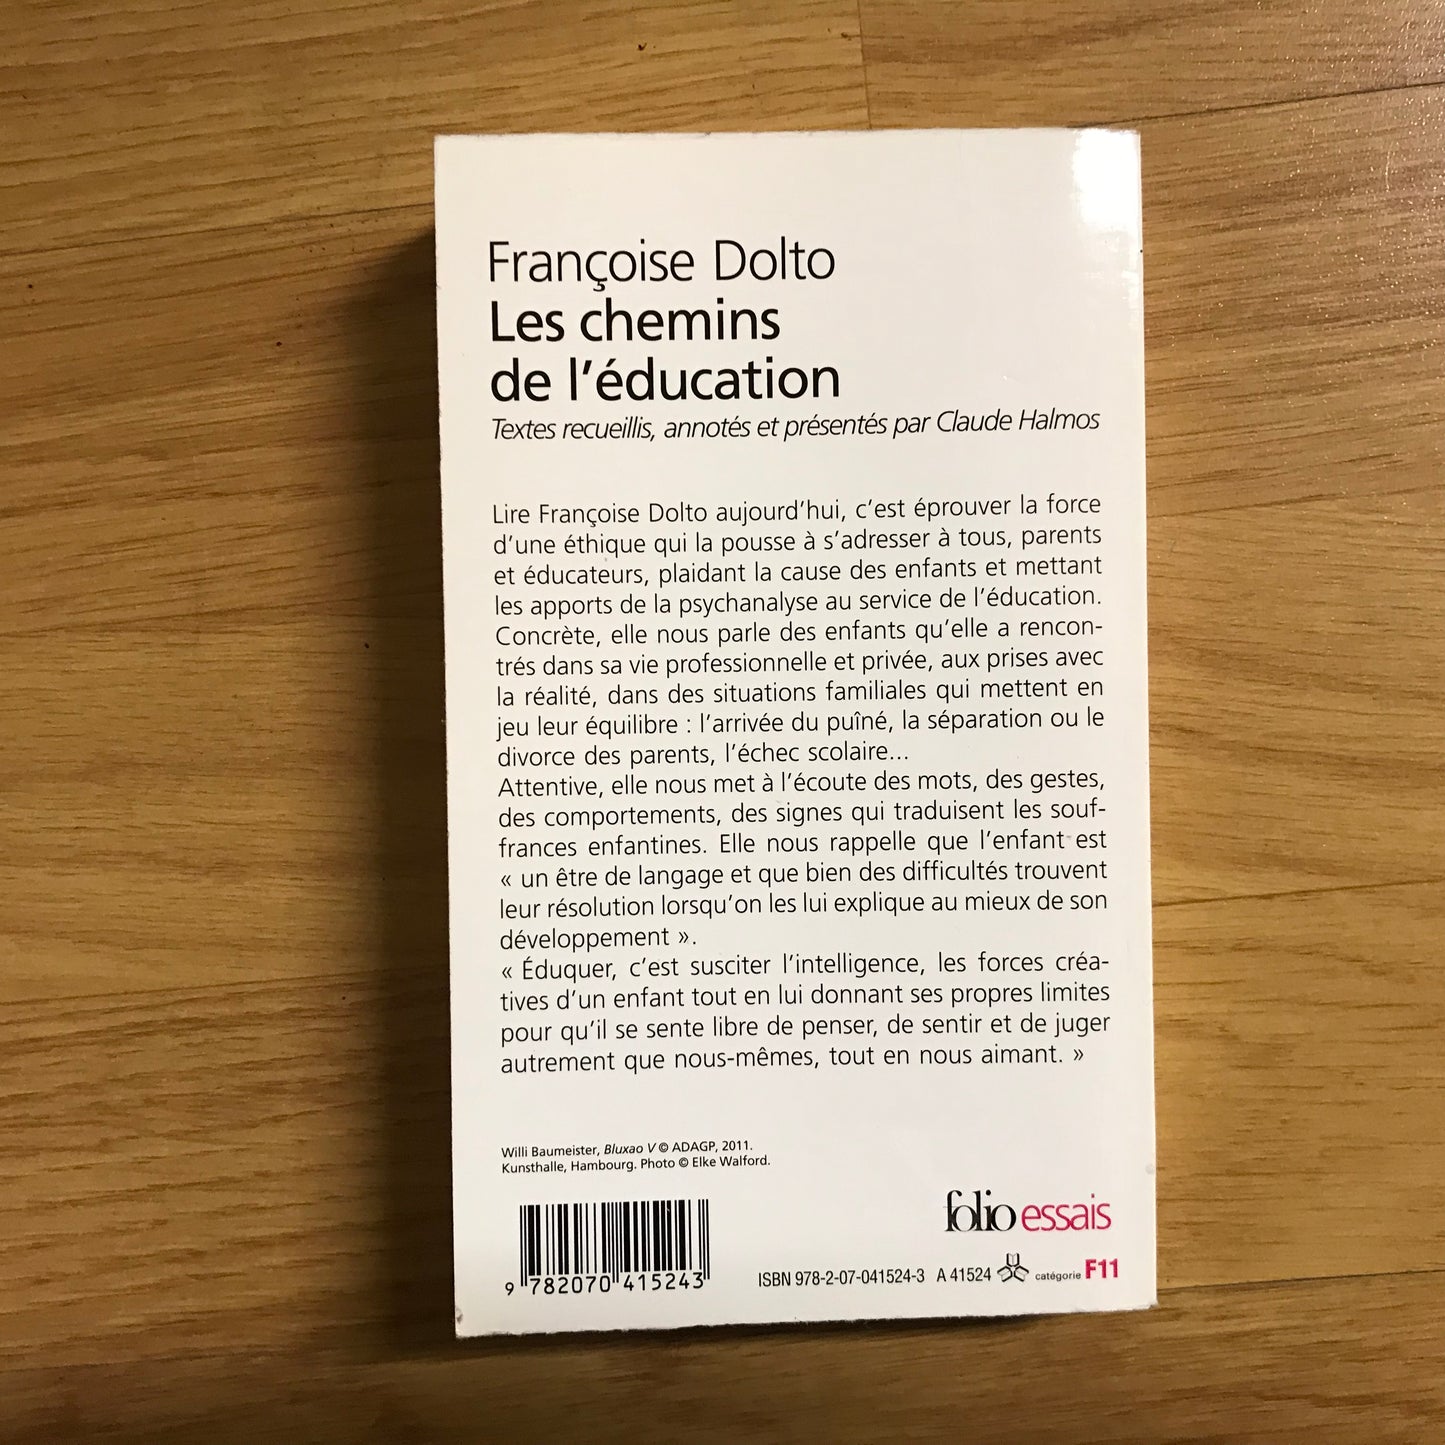 Françoise Dolto
Les chemins
de l'éducation
Textes recueillis, annotés et présentés par Claude Halmos
Lire Françoise Dolto aujourd'hui, c'est éprouver la force
d'une éthique qui la pousse à s'adresser à tous, parents
et éducateurs, plaidant la cause des enfants et mettant
les apports de la psychanalyse au service de l'éducation.
Concrète, elle nous parle des enfants qu'elle a rencon-
trés dans sa vie professionnelle et privée, aux prises avec
la réalité, dans des situations familiales qui mettent en
jeu leur équilibre : l'arrivée du puîné, la séparation ou le
divorce des parents, l'échec scolaire...
Attentive, elle nous met à l'écoute des mots, des gestes,
des comportements, des signes qui traduisent les souf-
frances enfantines. Elle nous rappelle que l'enfant est
« un être de langage et que bien des difficultés trouvent
leur résolution lorsqu'on les lui explique au mieux de son
développement ».
« Éduquer, c'est susciter l'intelligence, les forces créa-
tives d'un enfant tout en lui donnant ses propres limites
pour qu'il se sente libre de penser, de sentir et de juger
autrement que nous-mêmes, tout en nous aimant. »
Willi Baumeister, Bluxao V © ADAGP, 2011.
Kunsthalle, Hambourg. Photo © Elke Walford.
folio essais
9 782070 415243
ISBN 978-2-07-041524-3 A 41524 catégorie F11